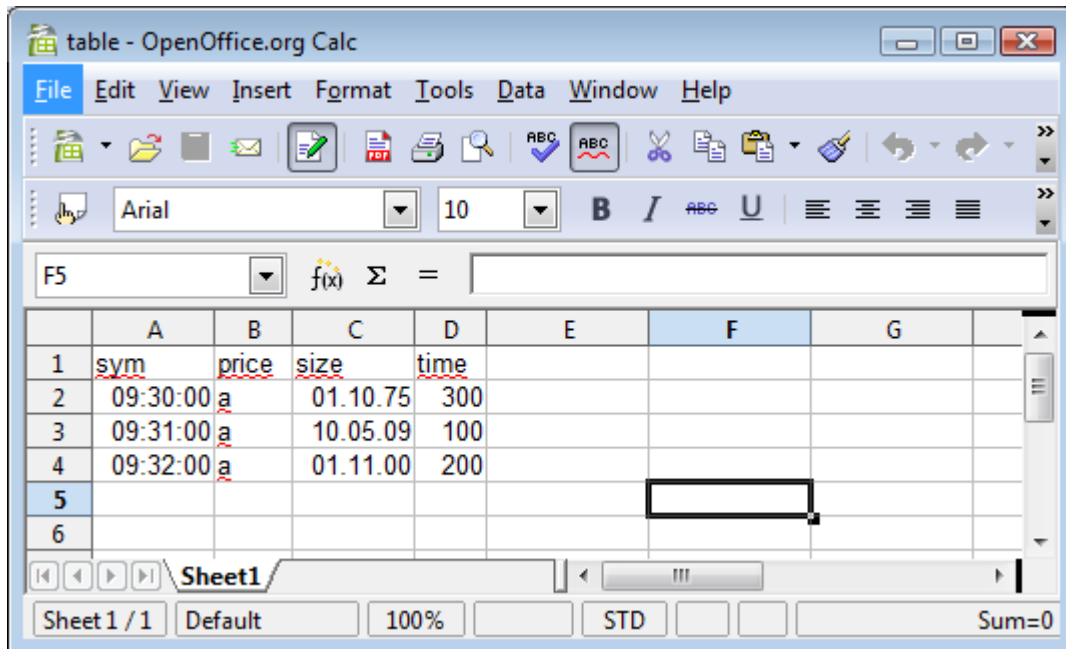 table - OpenOffice.org Calc
File Edit View Insert Format Tools Data Window Help
PDF ABC ABC
Arial 10 B I ABC U
F5 f(x) Σ =
A B C D E F G
1 sym price size time
2 09:30:00 a 01.10.75 300
3 09:31:00 a 10.05.09 100
4 09:32:00 a 01.11.00 200
5
6
Sheet1
Sheet 1 / 1 Default 100% STD Sum=0